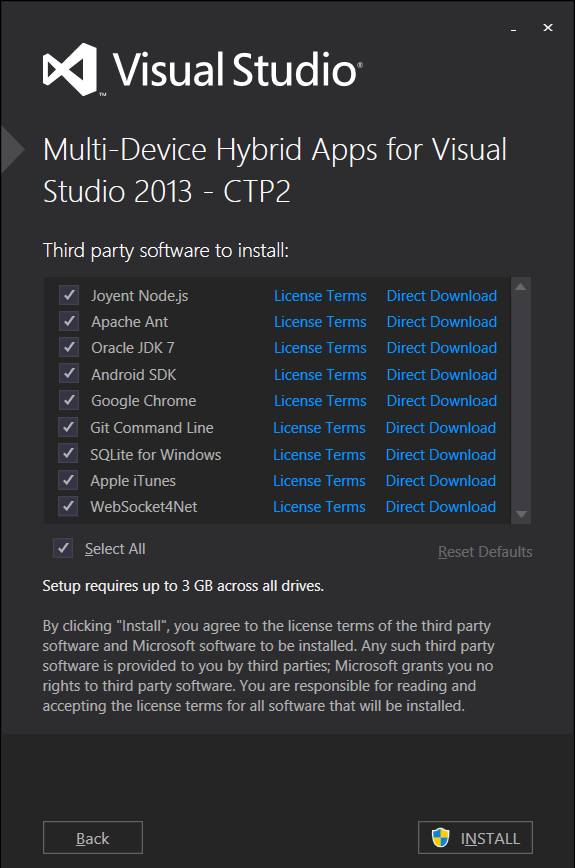 Visual Studio®
™
Multi-Device Hybrid Apps for Visual
Studio 2013 - CTP2
Third party software to install:
Joyent Node.js License Terms Direct Download
Apache Ant License Terms Direct Download
Oracle JDK 7 License Terms Direct Download
Android SDK License Terms Direct Download
Google Chrome License Terms Direct Download
Git Command Line License Terms Direct Download
SQLite for Windows License Terms Direct Download
Apple iTunes License Terms Direct Download
WebSocket4Net License Terms Direct Download
Select All Reset Defaults
Setup requires up to 3 GB across all drives.
By clicking "Install", you agree to the license terms of the third party
software and Microsoft software to be installed. Any such third party
software is provided to you by third parties; Microsoft grants you no
rights to third party software. You are responsible for reading and
accepting the license terms for all software that will be installed.
Back INSTALL